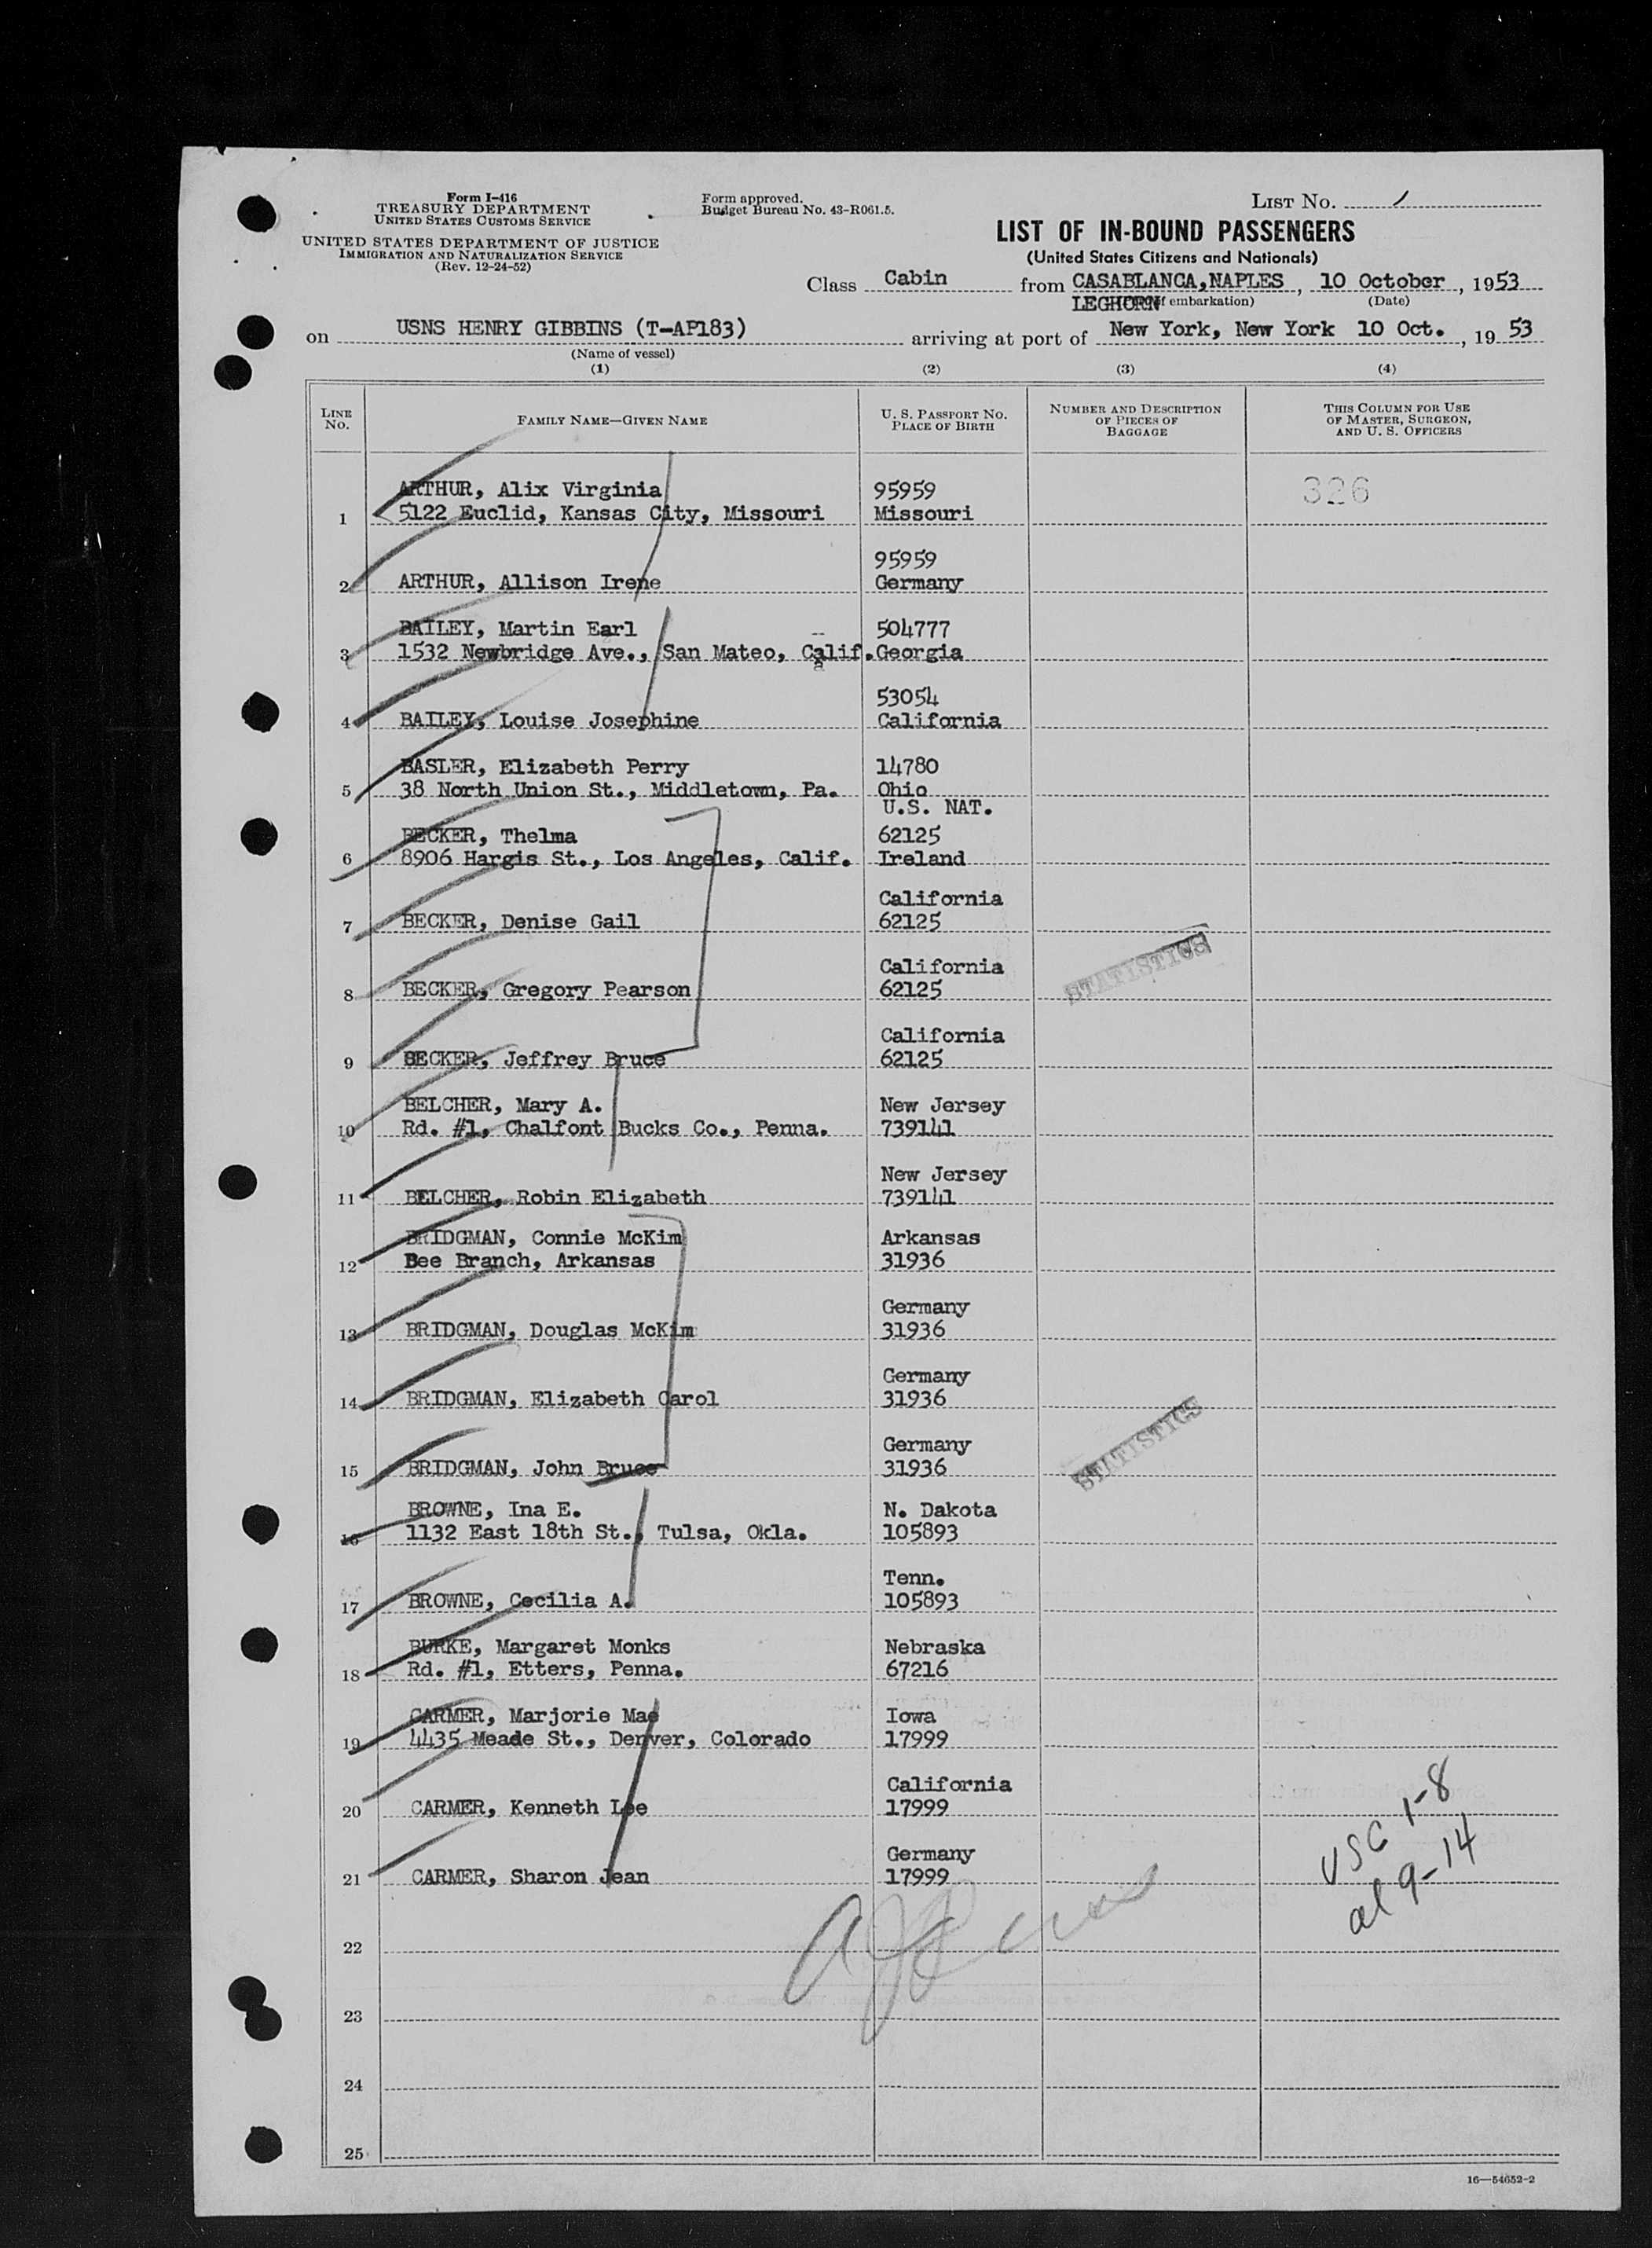 Form I-416
TREASURY DEPARTMENT
UNITED STATES CUSTOMS SERVICE
UNITED STATES DEPARTMENT OF JUSTICE
IMMIGRATION AND NATURALIZATION SERVICE
(Rev. 12-24-52)
Form approved.
Budget Bureau No. 43-R061.5.
LIST NO. 1
LIST OF IN-BOUND PASSENGERS
(United States Citizens and Nationals)
Class Cabin from CASABLANCA,NAPLES, 10 October, 1953
LEGHORN of embarkation) (Date)
on USNS HENRY GIBBINS (T-AP183) arriving at port of New York, New York 10 Oct., 1953
(Name of vessel)
(1) (2) (3) (4)
LINE NO. FAMILY NAME—GIVEN NAME U. S. PASSPORT NO. PLACE OF BIRTH NUMBER AND DESCRIPTION OF PIECES OF BAGGAGE THIS COLUMN FOR USE OF MASTER, SURGEON, AND U. S. OFFICERS
ARTHUR, Alix Virginia 95959 326
1 5122 Euclid, Kansas City, Missouri Missouri
95959
2 ARTHUR, Allison Irene Germany
BAILEY, Martin Earl 504777
3 1532 Newbridge Ave., San Mateo, Calif. Georgia
53054
4 BAILEY, Louise Josephine California
BASLER, Elizabeth Perry 14780
5 38 North Union St., Middletown, Pa. Ohio
U.S. NAT.
BECKER, Thelma 62125
6 8906 Hargis St., Los Angeles, Calif. Ireland
California
7 BECKER, Denise Gail 62125
STATISTICS
California
8 BECKER, Gregory Pearson 62125
California
9 BECKER, Jeffrey Bruce 62125
BELCHER, Mary A. New Jersey
10 Rd. #1, Chalfont Bucks Co., Penna. 739141
New Jersey
11 BELCHER, Robin Elizabeth 739141
BRIDGMAN, Connie McKim Arkansas
12 Bee Branch, Arkansas 31936
Germany
13 BRIDGMAN, Douglas McKim 31936
Germany
14 BRIDGMAN, Elizabeth Carol 31936
STATISTICS
Germany
15 BRIDGMAN, John Bruce 31936
BROWNE, Ina E. N. Dakota
16 1132 East 18th St., Tulsa, Okla. 105893
Tenn.
17 BROWNE, Cecilia A. 105893
BURKE, Margaret Monks Nebraska
18 Rd. #1, Etters, Penna. 67216
CARMER, Marjorie Mae Iowa
19 4435 Meade St., Denver, Colorado 17999
California
20 CARMER, Kenneth Lee 17999
USC 1-8
Germany
21 CARMER, Sharon Jean 17999
al 9-14
22
23
24
25
16—54652-2